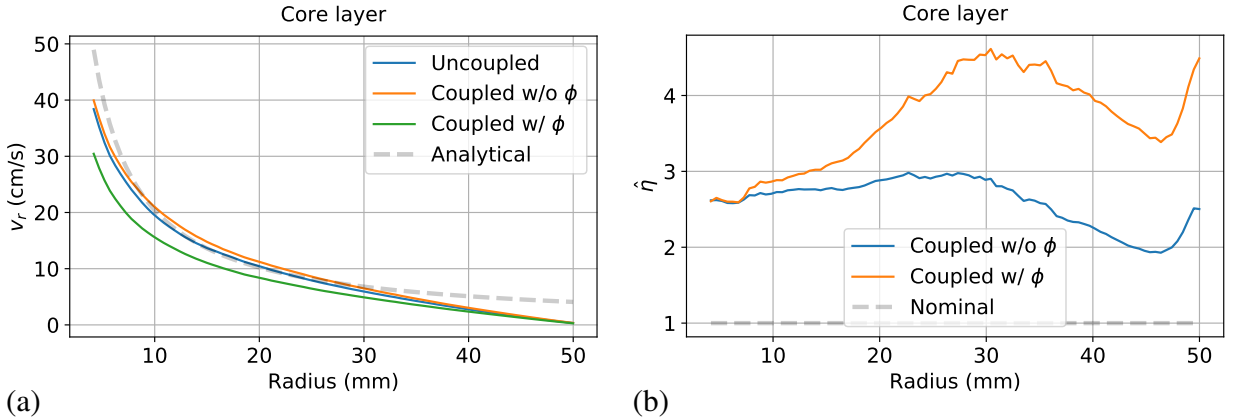 Core layer
50
40
30
20
10
0
v_r (cm/s)
Uncoupled
Coupled w/o ϕ
Coupled w/ ϕ
Analytical
10 20 30 40 50
Radius (mm)
(a)
Core layer
4
3
2
1
η̂
Coupled w/o ϕ
Coupled w/ ϕ
Nominal
10 20 30 40 50
Radius (mm)
(b)